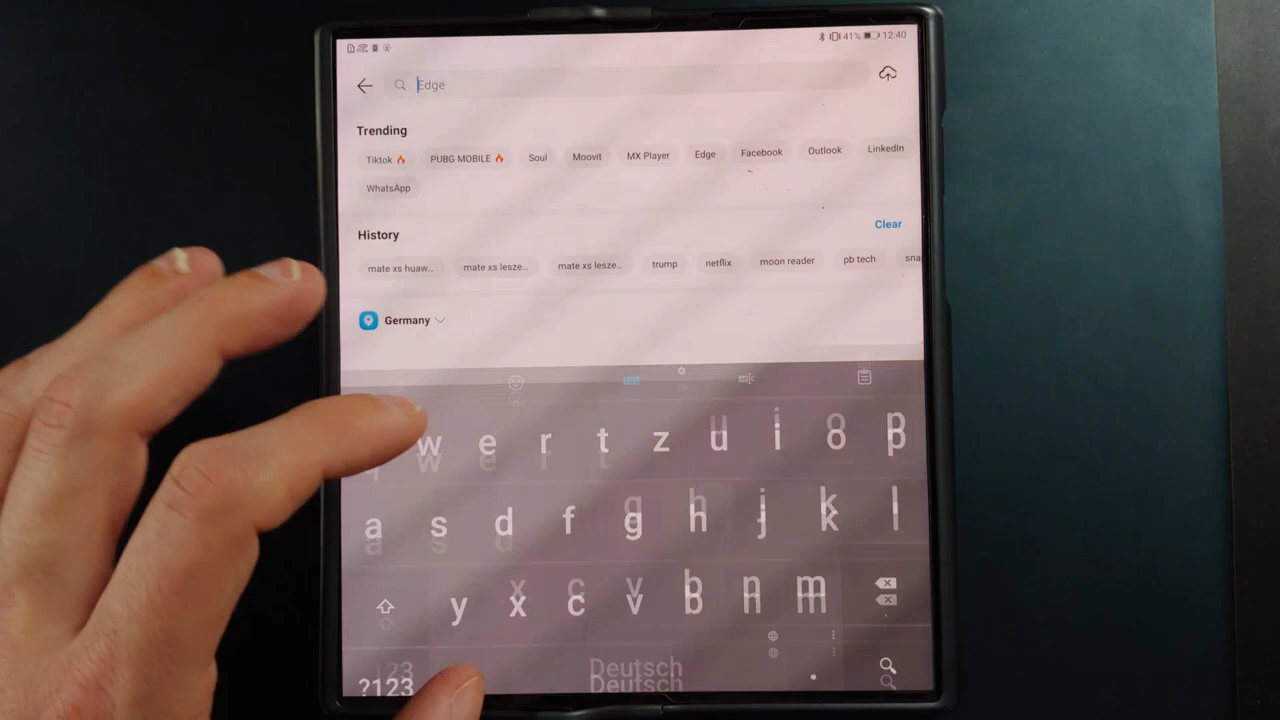 41% 12:40
Edge
Trending
Tiktok PUBG MOBILE Soul Moovit MX Player Edge Facebook Outlook LinkedIn
WhatsApp
History
Clear
mate xs huaw... mate xs lesze... mate xs lesze... trump netflix moon reader pb tech sna
Germany
w e r t z u i o p
a s d f g h j k l
y x c v b n m
?123 Deutsch .